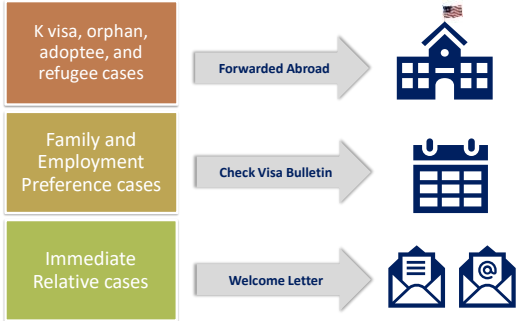 K visa, orphan,
adoptee, and
refugee cases
Forwarded Abroad
Family and
Employment
Preference cases
Check Visa Bulletin
Immediate
Relative cases
Welcome Letter
@